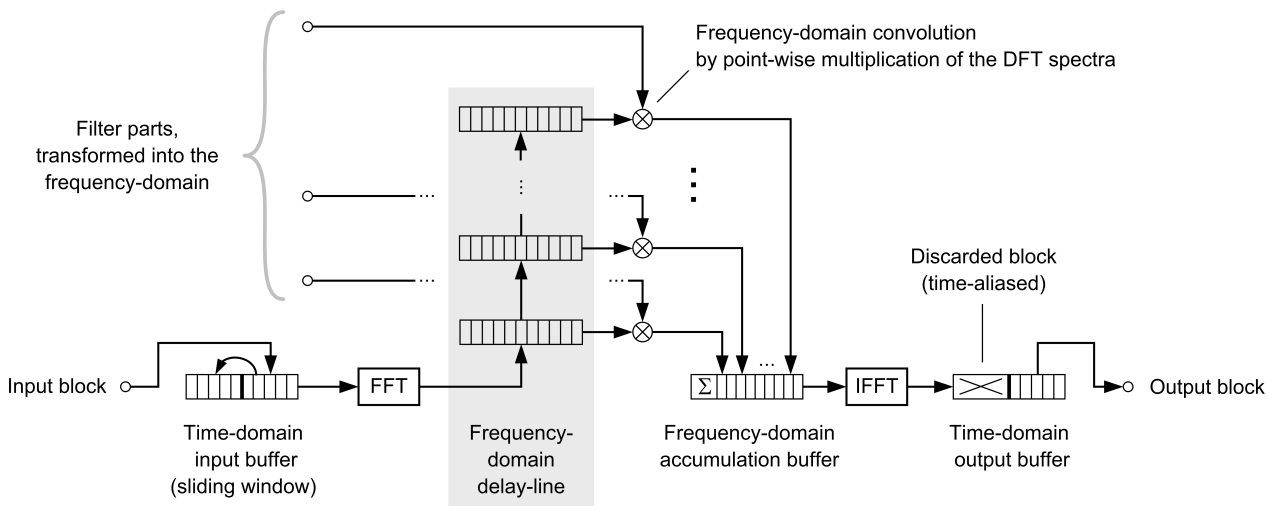 Frequency-domain convolution
by point-wise multiplication of the DFT spectra
Filter parts,
transformed into the
frequency-domain
...
...
...
...
...
Discarded block
(time-aliased)
Input block
FFT
Σ
...
IFFT
Output block
Time-domain
input buffer
(sliding window)
Frequency-
domain
delay-line
Frequency-domain
accumulation buffer
Time-domain
output buffer